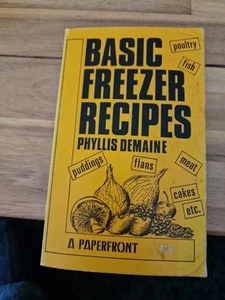 BASIC
FREEZER
RECIPES
PHYLLIS DEMAINE
poultry
fish
puddings
flans
meat
cakes
etc.
A PAPERFRONT